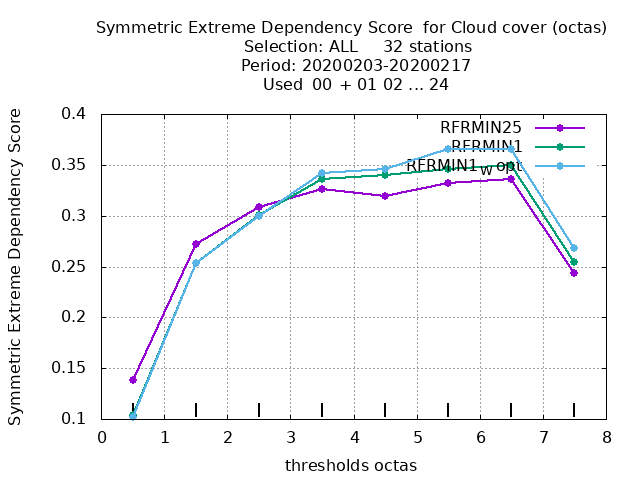 Symmetric Extreme Dependency Score  for Cloud cover (octas)
Selection: ALL     32 stations
Period: 20200203-20200217
Used  00 + 01 02 ... 24
Symmetric Extreme Dependency Score
0.4
0.35
0.3
0.25
0.2
0.15
0.1
RFRMIN25
RFRMIN1
RFRMIN1wopt
0 1 2 3 4 5 6 7 8
thresholds octas